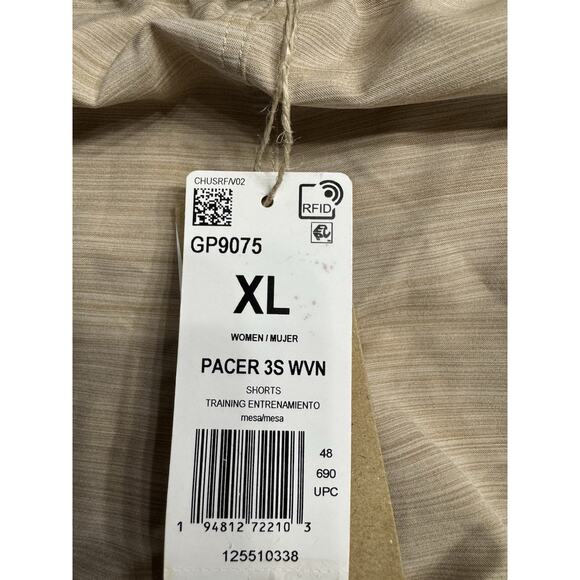 CHUSRF/V02
RFID
GP9075
XL
WOMEN / MUJER
PACER 3S WVN
SHORTS
TRAINING ENTRENAMIENTO
mesa/mesa
48
690
UPC
1 94812 72210 3
125510338